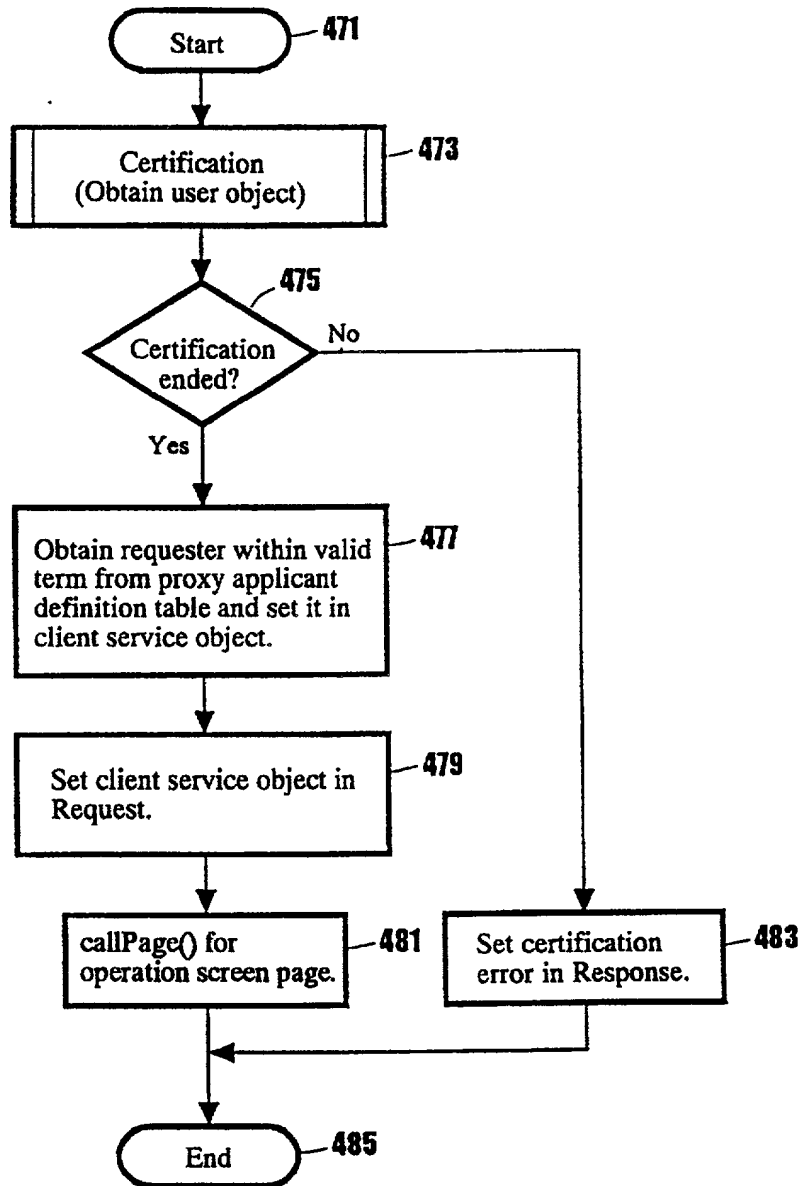 Start
471
Certification
(Obtain user object)
473
475
Certification
ended?
No
Yes
Obtain requester within valid
term from proxy applicant
definition table and set it in
client service object.
477
Set client service object in
Request.
479
callPage() for
operation screen page.
481
Set certification
error in Response.
483
End
485